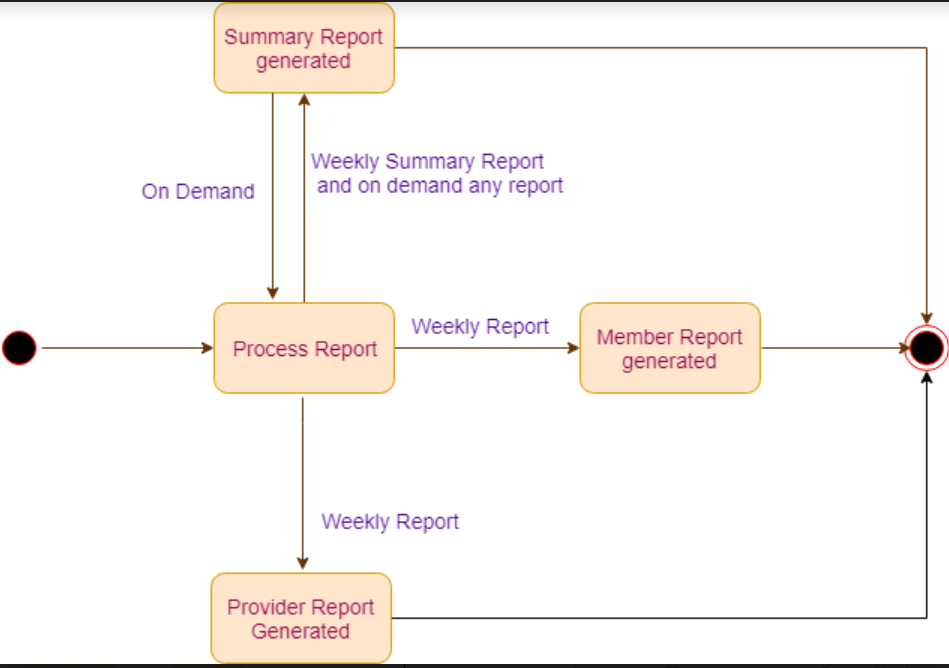 Summary Report
generated
Weekly Summary Report
and on demand any report
On Demand
Weekly Report
Process Report
Member Report
generated
Weekly Report
Provider Report
Generated